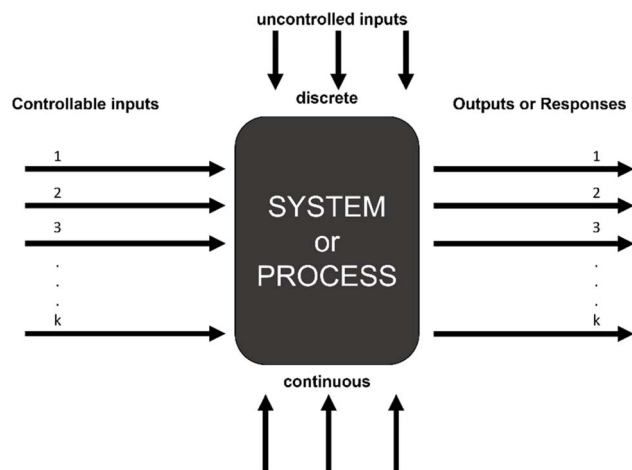 uncontrolled inputs
discrete
Controllable inputs
1
2
3
.
.
.
k
SYSTEM
or
PROCESS
Outputs or Responses
1
2
3
.
.
.
k
continuous